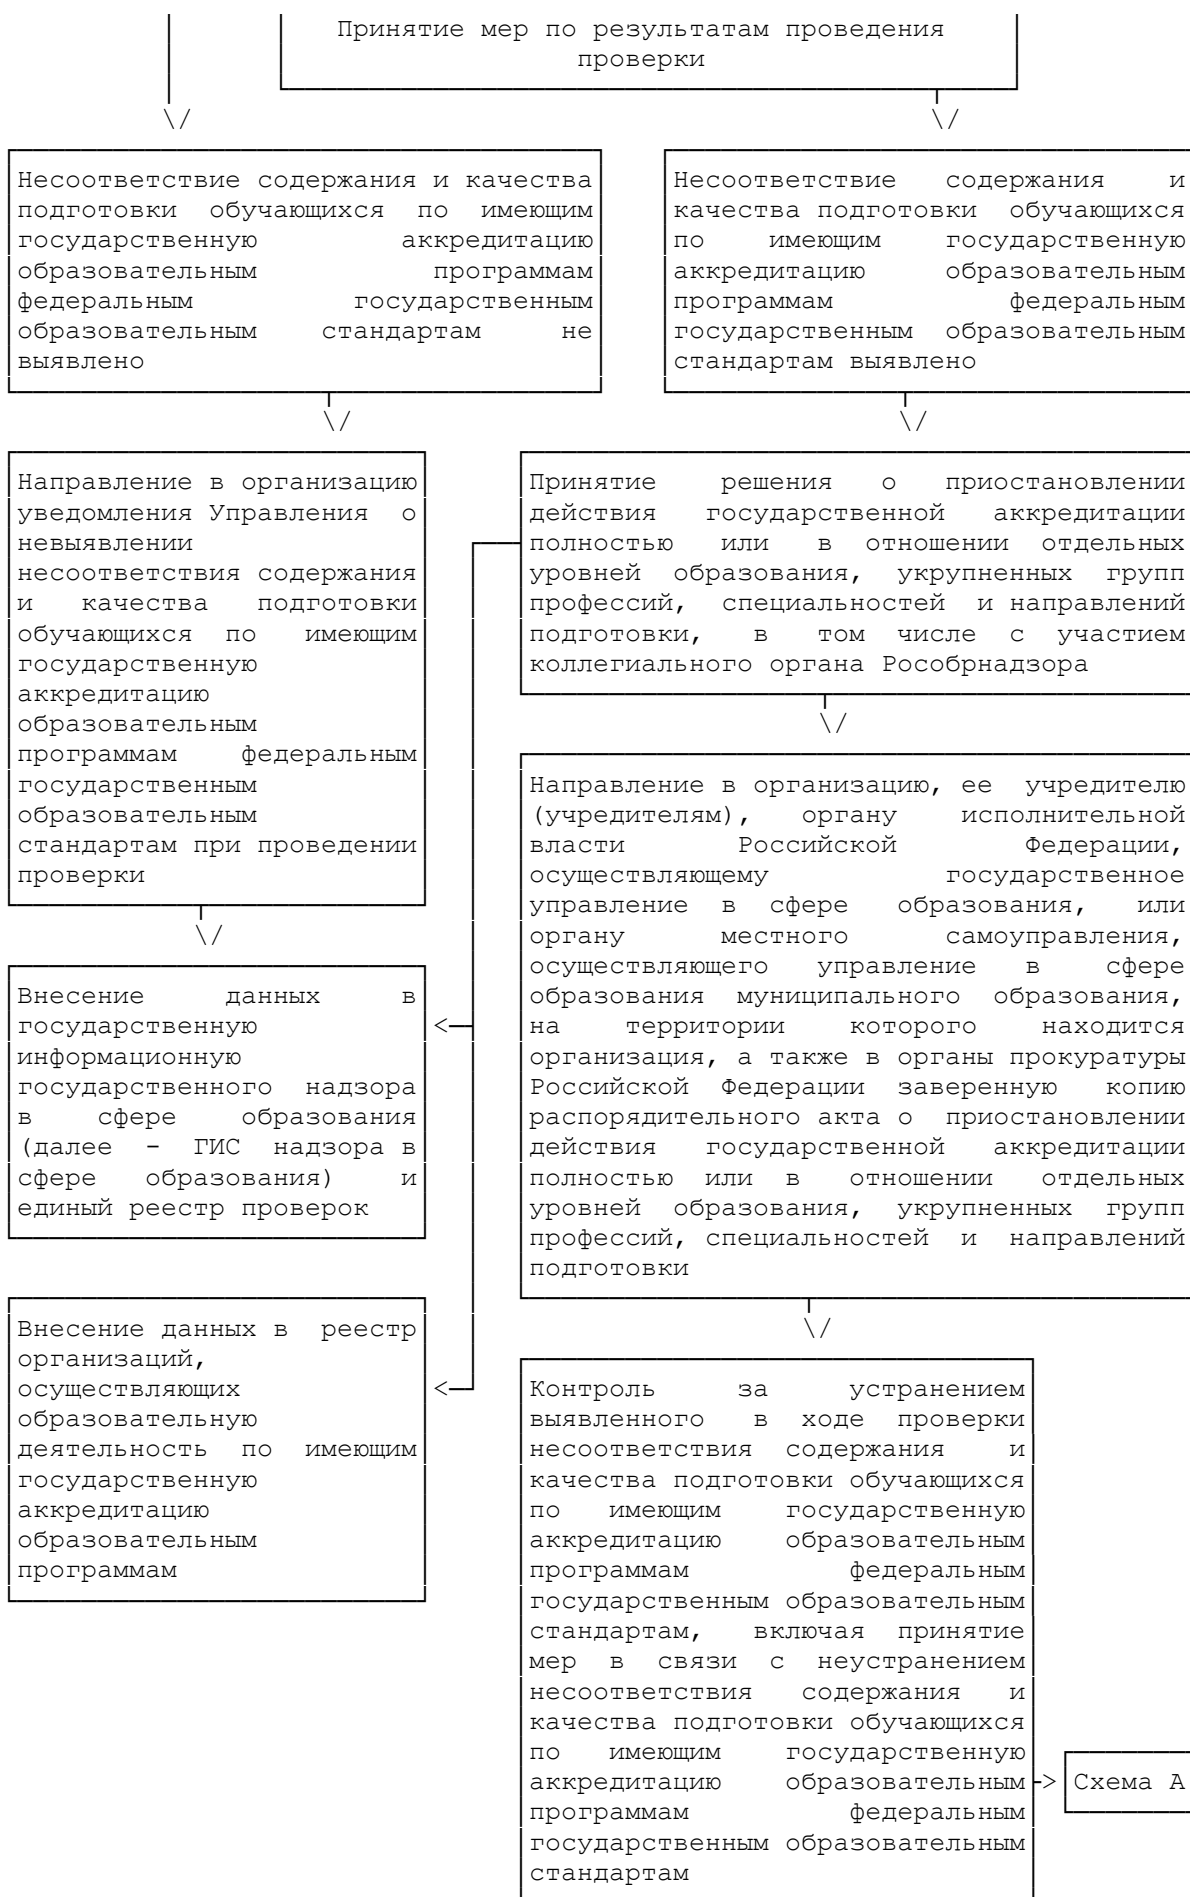 Принятие мер по результатам проведения
проверки
\/
\/
Несоответствие содержания и качества
подготовки обучающихся по имеющим
государственную аккредитацию
образовательным программам
федеральным государственным
образовательным стандартам не
выявлено
\/
Несоответствие содержания и
качества подготовки обучающихся
по имеющим государственную
аккредитацию образовательным
программам федеральным
государственным образовательным
стандартам выявлено
\/
Направление в организацию
уведомления Управления о
невыявлении
несоответствия содержания
и качества подготовки
обучающихся по имеющим
государственную
аккредитацию
образовательным
программам федеральным
государственным
образовательным
стандартам при проведении
проверки
\/
Внесение данных в
государственную
информационную
государственного надзора
в сфере образования
(далее - ГИС надзора в
сфере образования) и
единый реестр проверок
<
Внесение данных в реестр
организаций,
осуществляющих
образовательную
деятельность по имеющим
государственную
аккредитацию
образовательным
программам
<
Принятие решения о приостановлении
действия государственной аккредитации
полностью или в отношении отдельных
уровней образования, укрупненных групп
профессий, специальностей и направлений
подготовки, в том числе с участием
коллегиального органа Рособрнадзора
\/
Направление в организацию, ее учредителю
(учредителям), органу исполнительной
власти Российской Федерации,
осуществляющему государственное
управление в сфере образования, или
органу местного самоуправления,
осуществляющего управление в сфере
образования муниципального образования,
на территории которого находится
организация, а также в органы прокуратуры
Российской Федерации заверенную копию
распорядительного акта о приостановлении
действия государственной аккредитации
полностью или в отношении отдельных
уровней образования, укрупненных групп
профессий, специальностей и направлений
подготовки
\/
Контроль за устранением
выявленного в ходе проверки
несоответствия содержания и
качества подготовки обучающихся
по имеющим государственную
аккредитацию образовательным
программам федеральным
государственным образовательным
стандартам, включая принятие
мер в связи с неустранением
несоответствия содержания и
качества подготовки обучающихся
по имеющим государственную
аккредитацию образовательным
программам федеральным
государственным образовательным
стандартам
->
Схема А